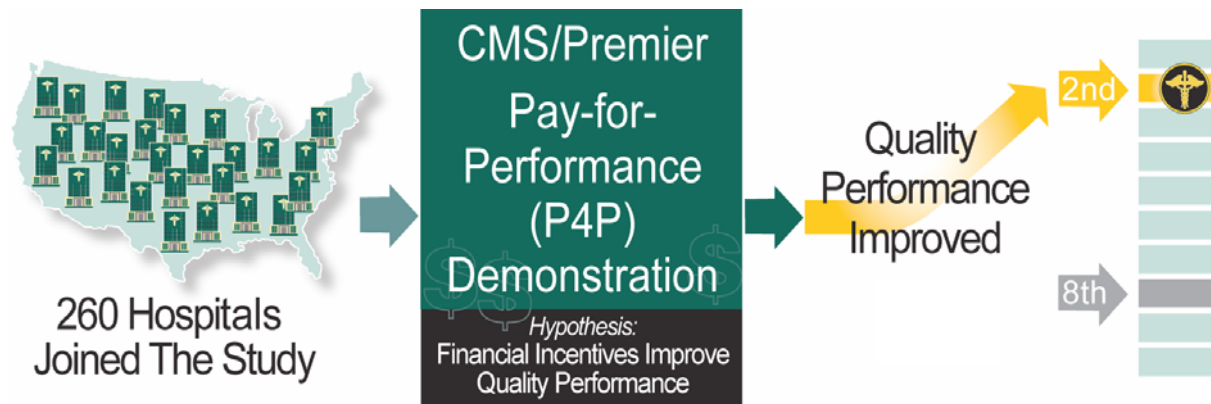 260 Hospitals
Joined The Study
CMS/Premier
Pay-for-
Performance
(P4P)
Demonstration
$ $ $
Hypothesis:
Financial Incentives Improve
Quality Performance
Quality
Performance
Improved
2nd
8th